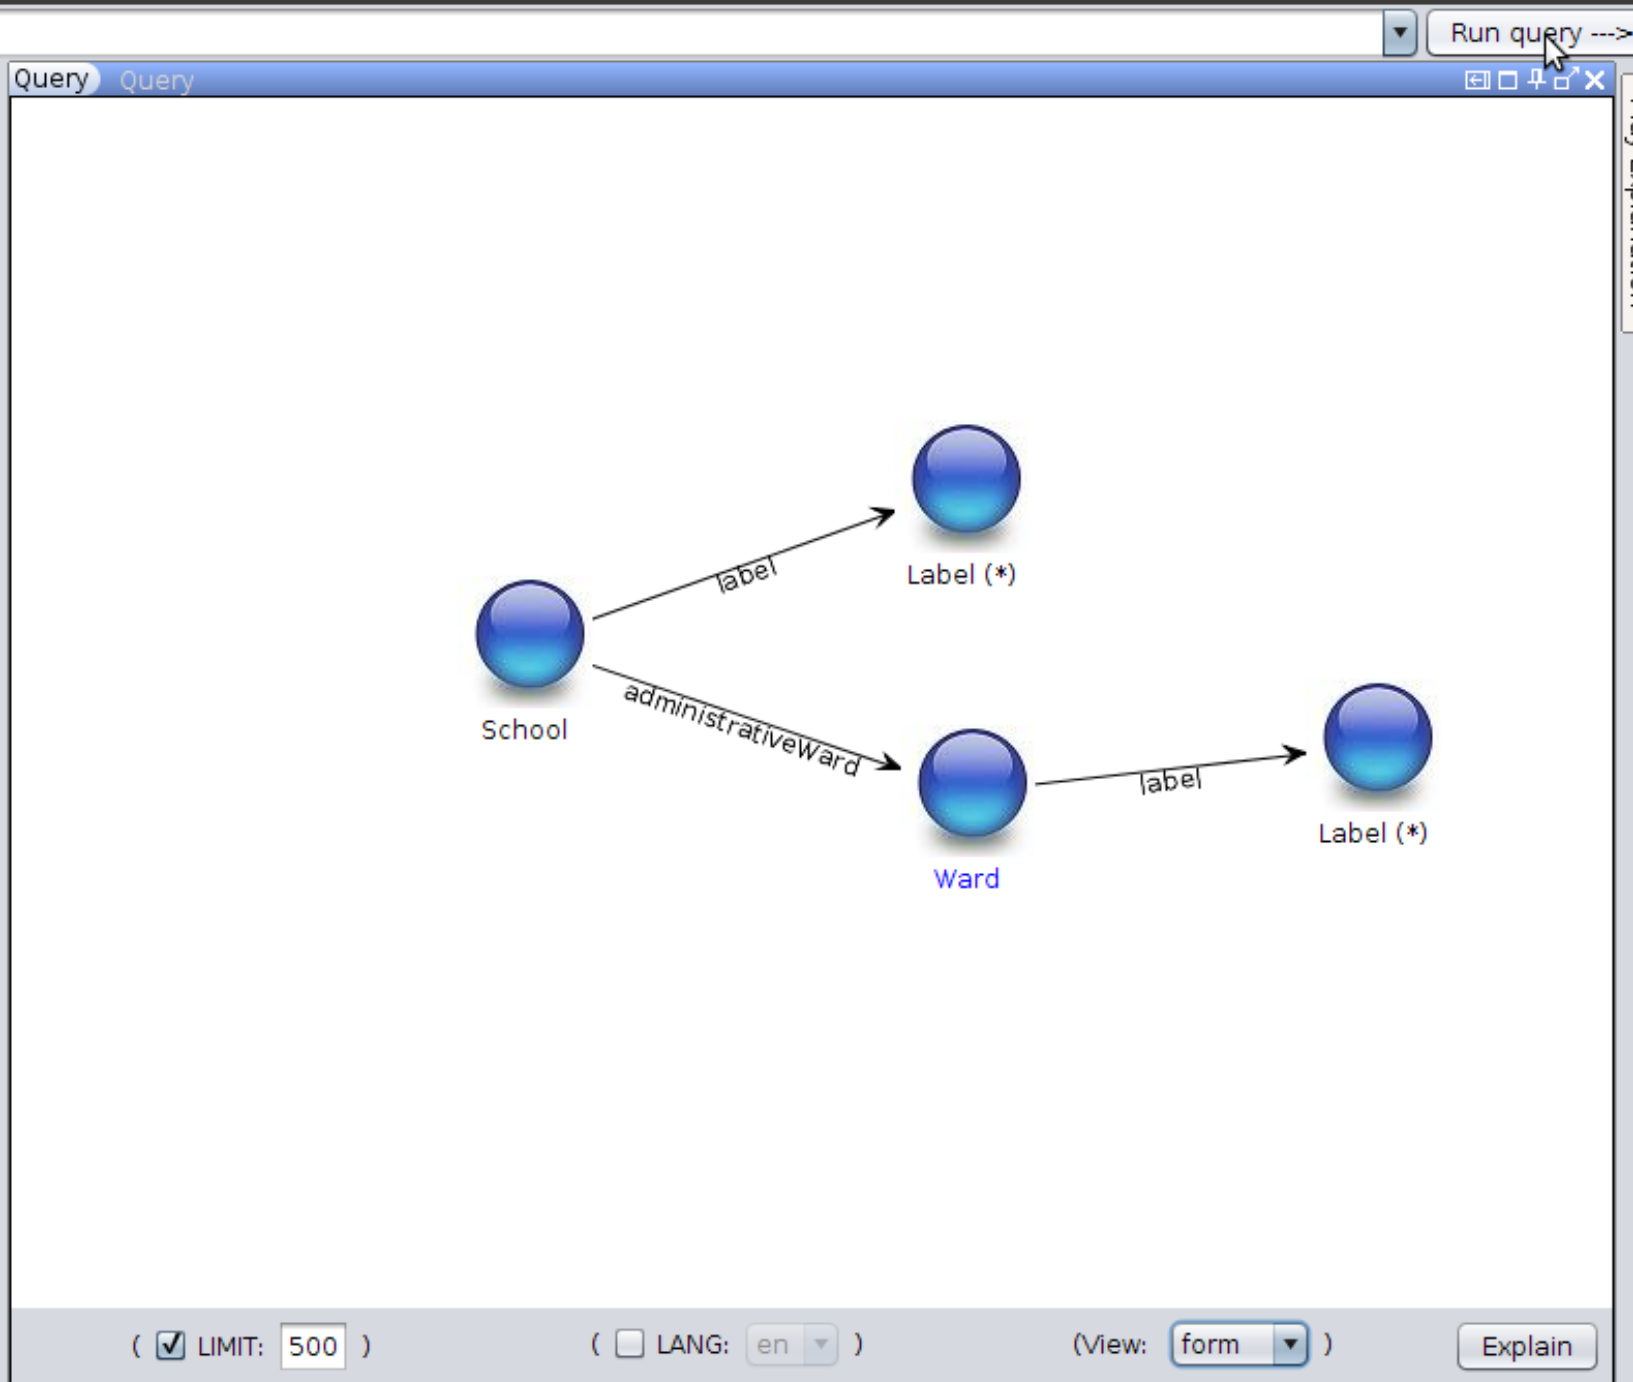 Run query --->
Query Query
label
Label (*)
School
administrativeWard
label
Label (*)
Ward
( LIMIT: 500 ) ( LANG: en ) (View: form ) Explain